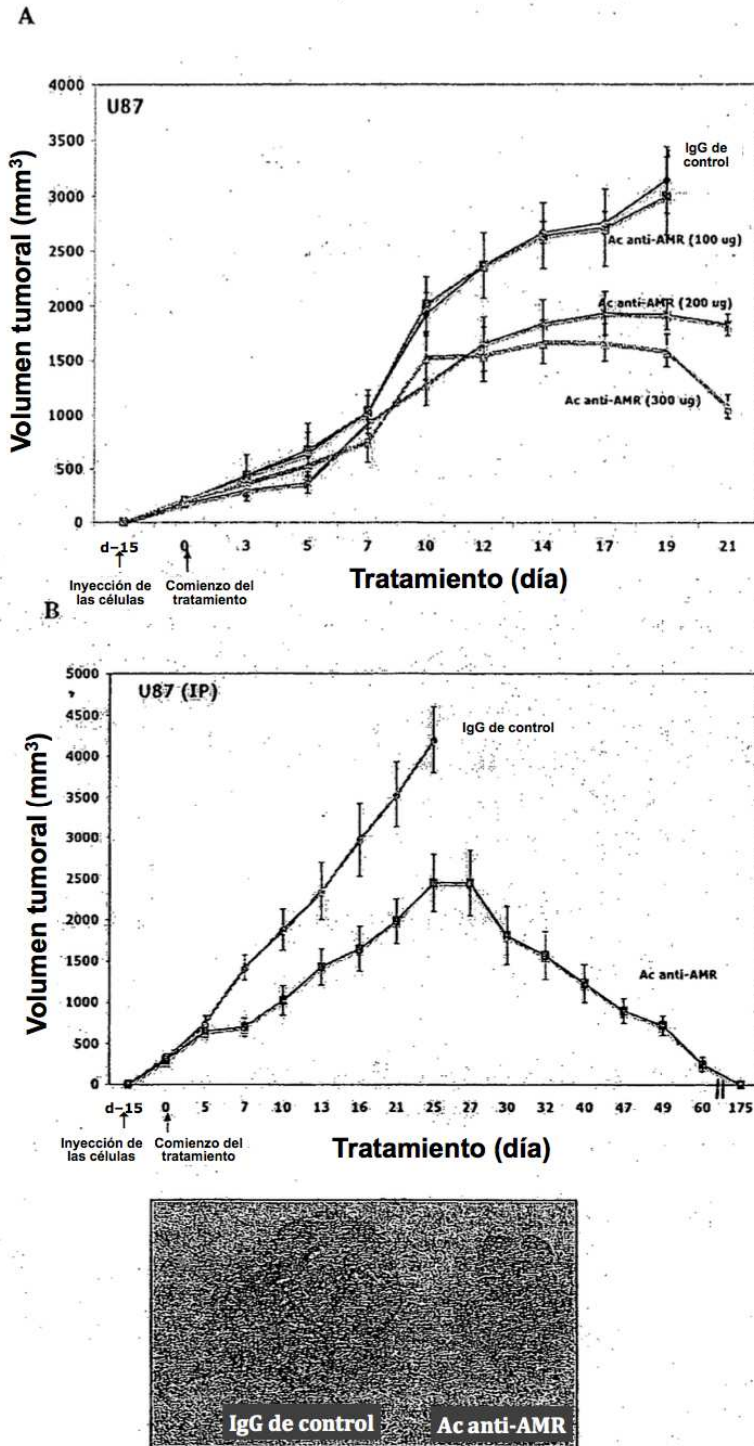 A
U87
4000
3500
3000
2500
2000
1500
1000
500
0
Volumen tumoral (mm³)
IgG de control
Ac anti-AMR (100 ug)
Ac anti-AMR (200 ug)
Ac anti-AMR (300 ug)
d-15 0 3 5 7 10 12 14 17 19 21
Inyección de las células
Comienzo del tratamiento
Tratamiento (día)
B
U87 (IP)
5000
4500
4000
3500
3000
2500
2000
1500
1000
500
0
Volumen tumoral (mm³)
IgG de control
Ac anti-AMR
d-15 0 5 7 10 13 16 21 25 27 30 32 40 47 49 60 175
Inyección de las células
Comienzo del tratamiento
Tratamiento (día)
IgG de control
Ac anti-AMR